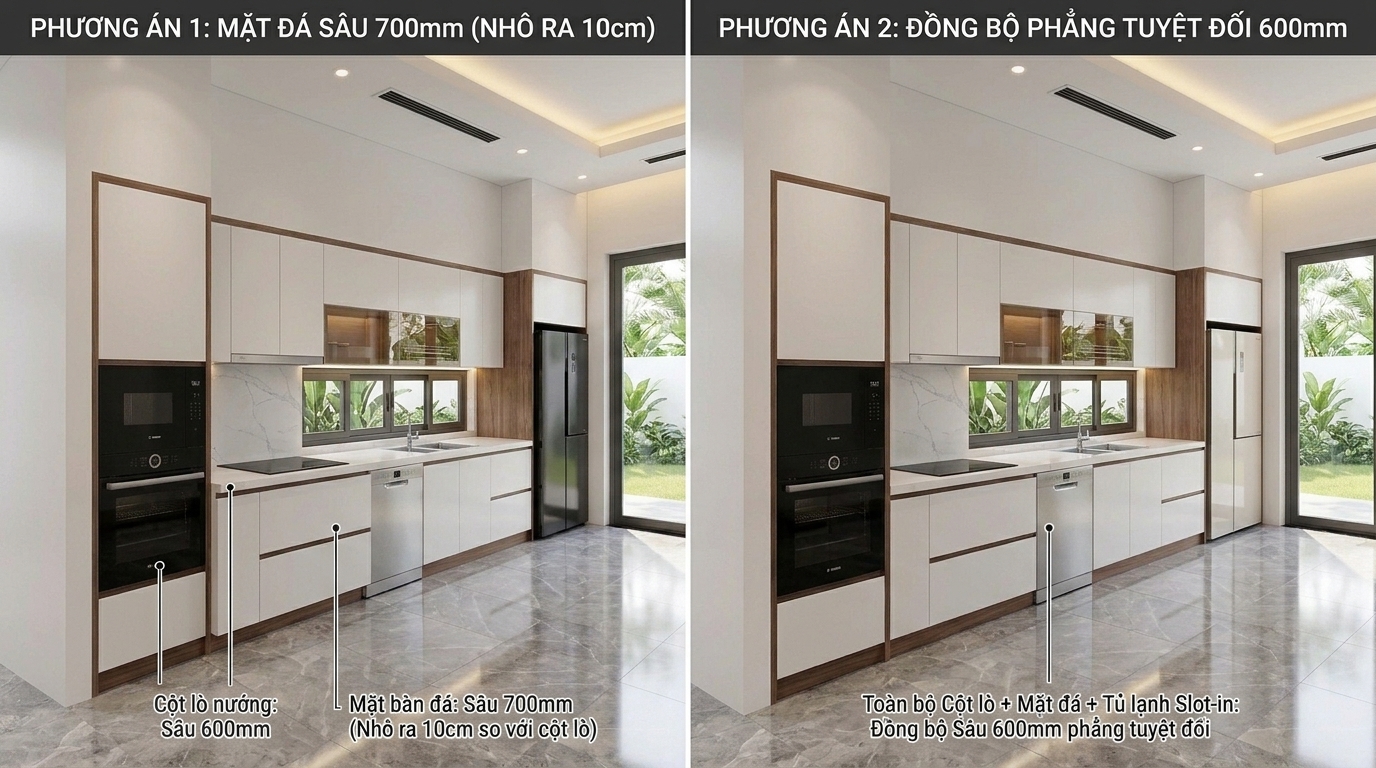 PHƯƠNG ÁN 1: MẶT ĐÁ SÂU 700mm (NHÔ RA 10cm)
PHƯƠNG ÁN 2: ĐỒNG BỘ PHẲNG TUYỆT ĐỐI 600mm
Cột lò nướng:
Sâu 600mm
Mặt bàn đá: Sâu 700mm
(Nhô ra 10cm so với cột lò)
Toàn bộ Cột lò + Mặt đá + Tủ lạnh Slot-in:
Đồng bộ Sâu 600mm phẳng tuyệt đối